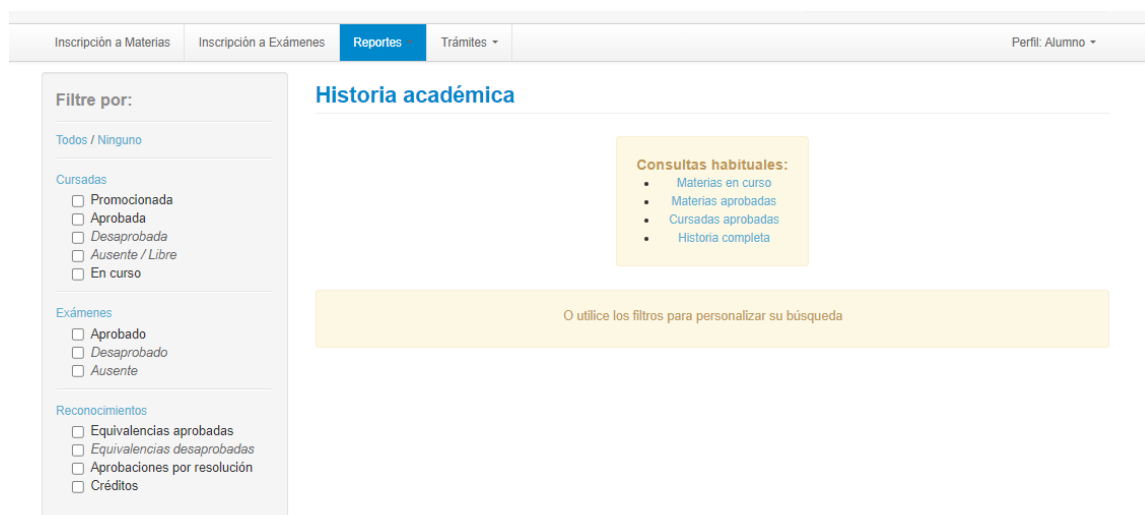 Inscripción a Materias Inscripción a Exámenes Reportes Trámites Perfil: Alumno
Filtre por:
Todos / Ninguno
Cursadas
Promocionada
Aprobada
Desaprobada
Ausente / Libre
En curso
Exámenes
Aprobado
Desaprobado
Ausente
Reconocimientos
Equivalencias aprobadas
Equivalencias desaprobadas
Aprobaciones por resolución
Créditos
Historia académica
Consultas habituales:
• Materias en curso
• Materias aprobadas
• Cursadas aprobadas
• Historia completa
O utilice los filtros para personalizar su búsqueda